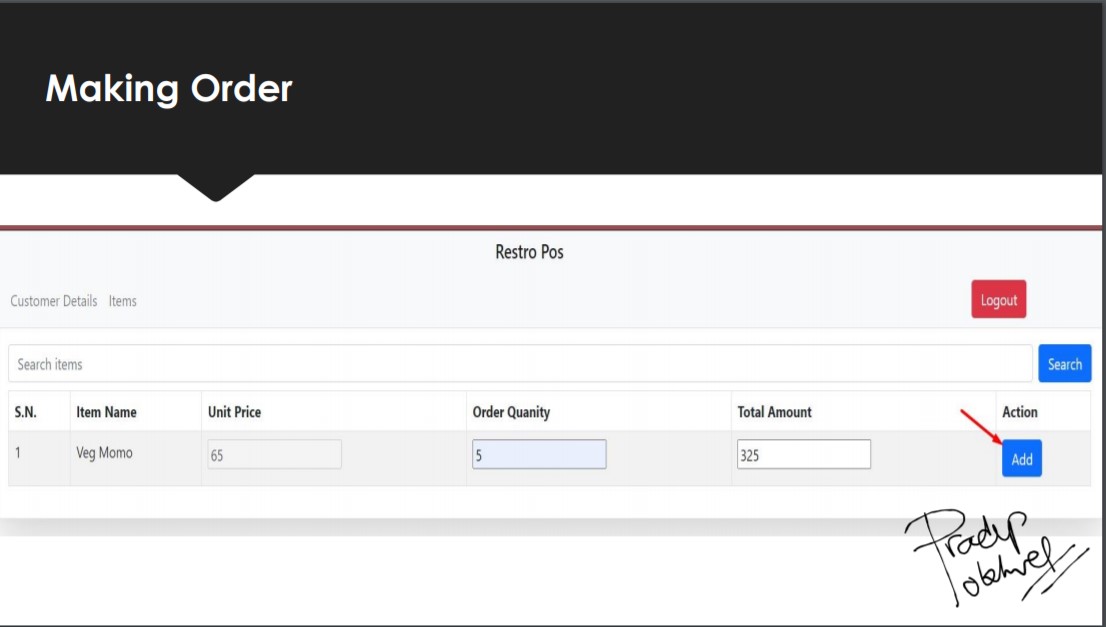 Making Order
Restro Pos
Customer Details Items Logout
Search items Search
S.N. Item Name Unit Price Order Quanity Total Amount Action
1 Veg Momo 65 5 325 Add
Pradip